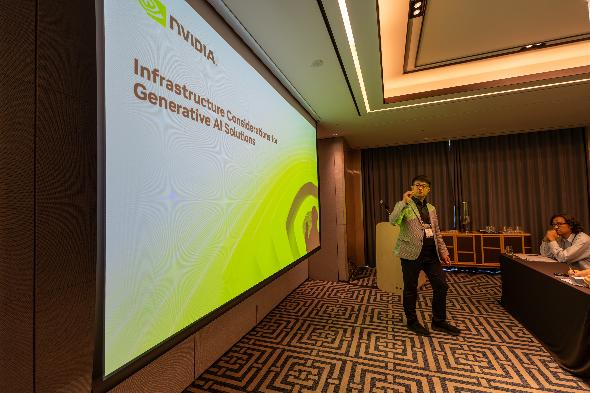 NVIDIA
Infrastructure Considerations for
Generative AI Solutions